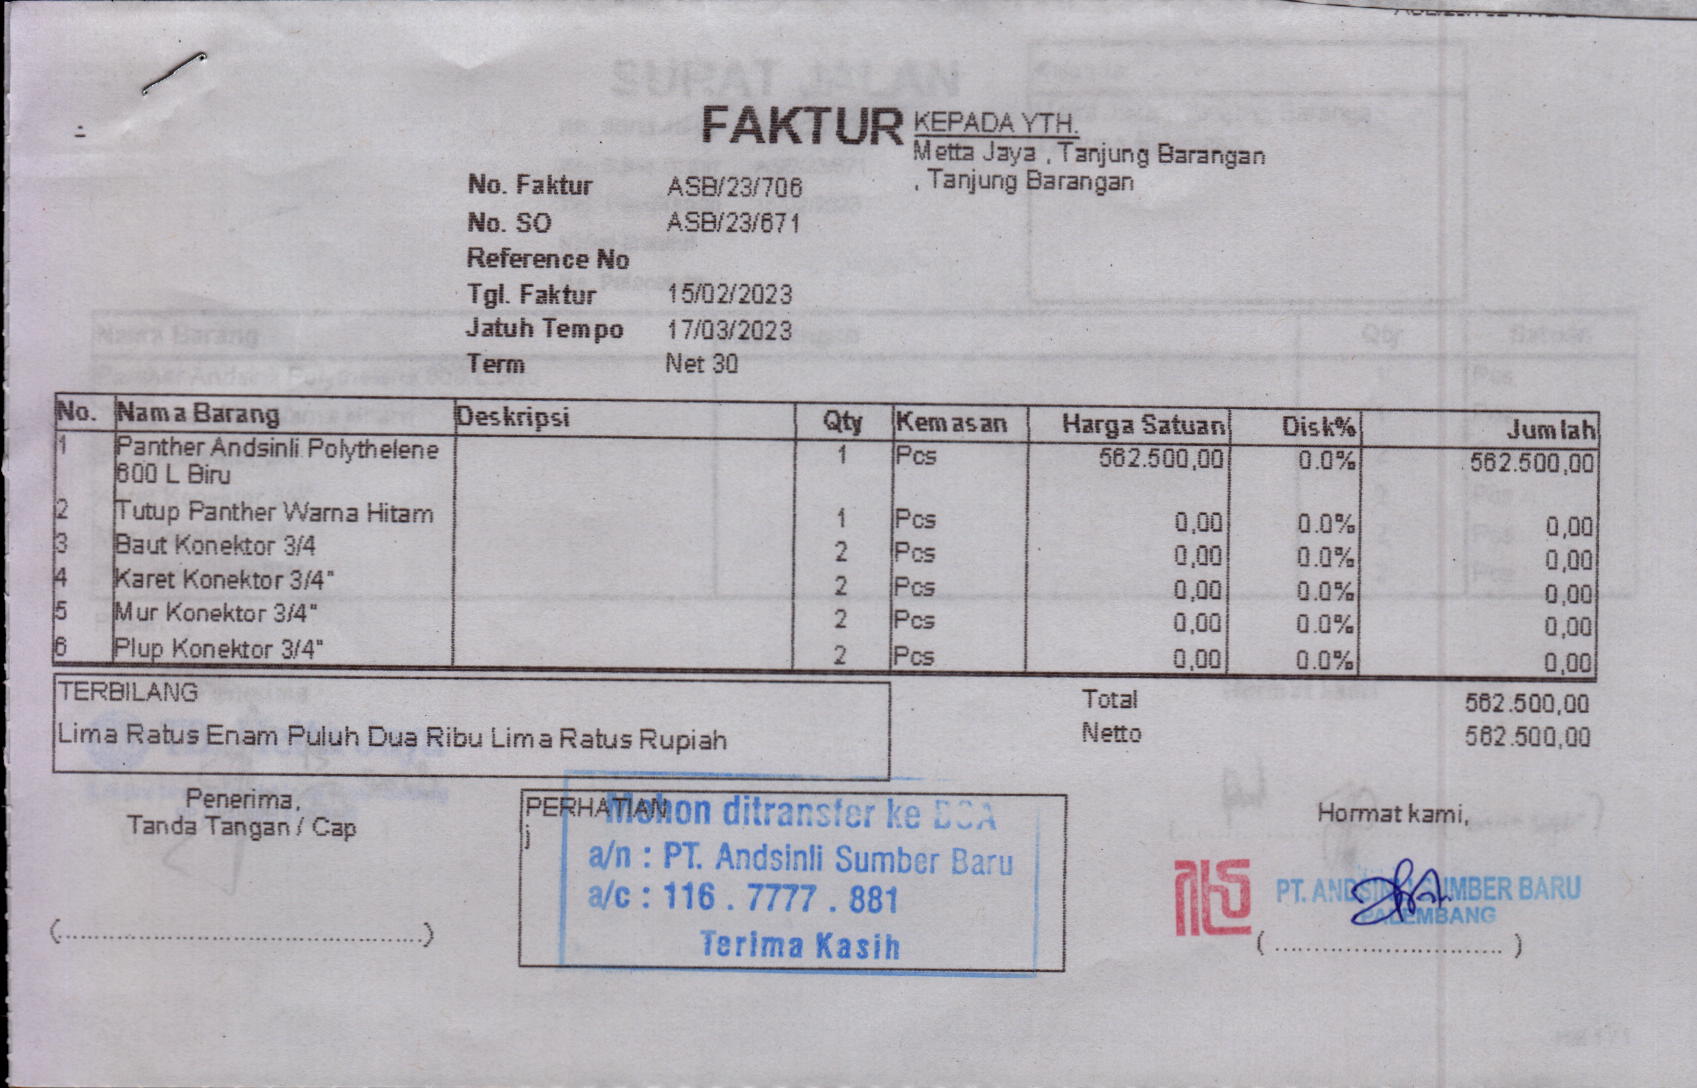 FAKTUR
KEPADA YTH.
Metta Jaya , Tanjung Barangan
, Tanjung Barangan
No. Faktur ASB/23/706
No. SO ASB/23/671
Reference No
Tgl. Faktur 15/02/2023
Jatuh Tempo 17/03/2023
Term Net 30
No. Nama Barang Deskripsi Qty Kemasan Harga Satuan Disk% Jumlah
1 Panther Andsinli Polythelene 1 Pcs 562.500,00 0.0% 562.500,00
600 L Biru
2 Tutup Panther Warna Hitam 1 Pcs 0,00 0.0% 0,00
3 Baut Konektor 3/4 2 Pcs 0,00 0.0% 0,00
4 Karet Konektor 3/4" 2 Pcs 0,00 0.0% 0,00
5 Mur Konektor 3/4" 2 Pcs 0,00 0.0% 0,00
6 Plup Konektor 3/4" 2 Pcs 0,00 0.0% 0,00
TERBILANG
Lima Ratus Enam Puluh Dua Ribu Lima Ratus Rupiah
Total 562.500,00
Netto 562.500,00
Penerima,
Tanda Tangan / Cap
PERHATIAN
j
Mohon ditransfer ke BCA
a/n : PT. Andsinli Sumber Baru
a/c : 116 . 7777 . 881
Terima Kasih
Hormat kami,
PT. ANDSINLI SUMBER BARU
PALEMBANG